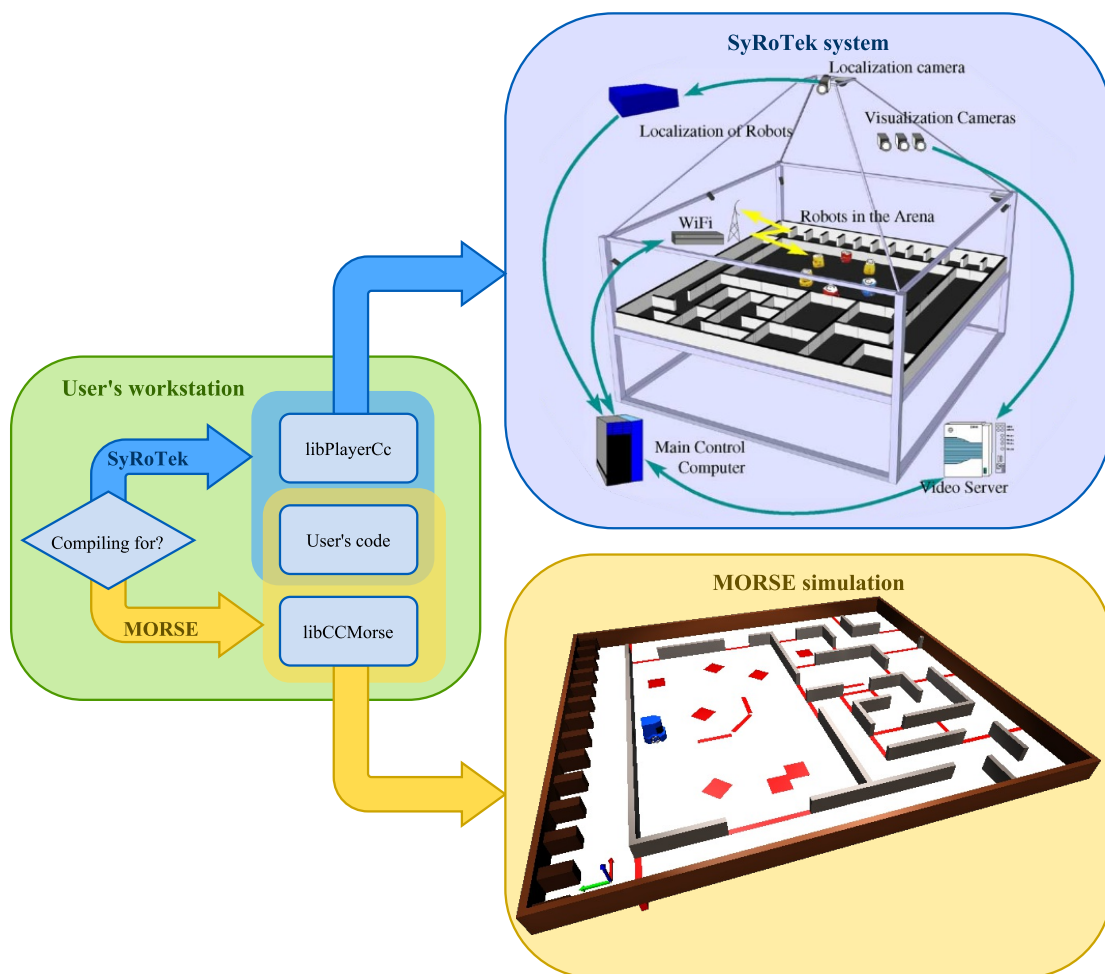 SyRoTek system
Localization camera
Localization of Robots
Visualization Cameras
WiFi
Robots in the Arena
Main Control
Computer
Video Server
User's workstation
SyRoTek
libPlayerCc
Compiling for?
User's code
MORSE
libCCMorse
MORSE simulation